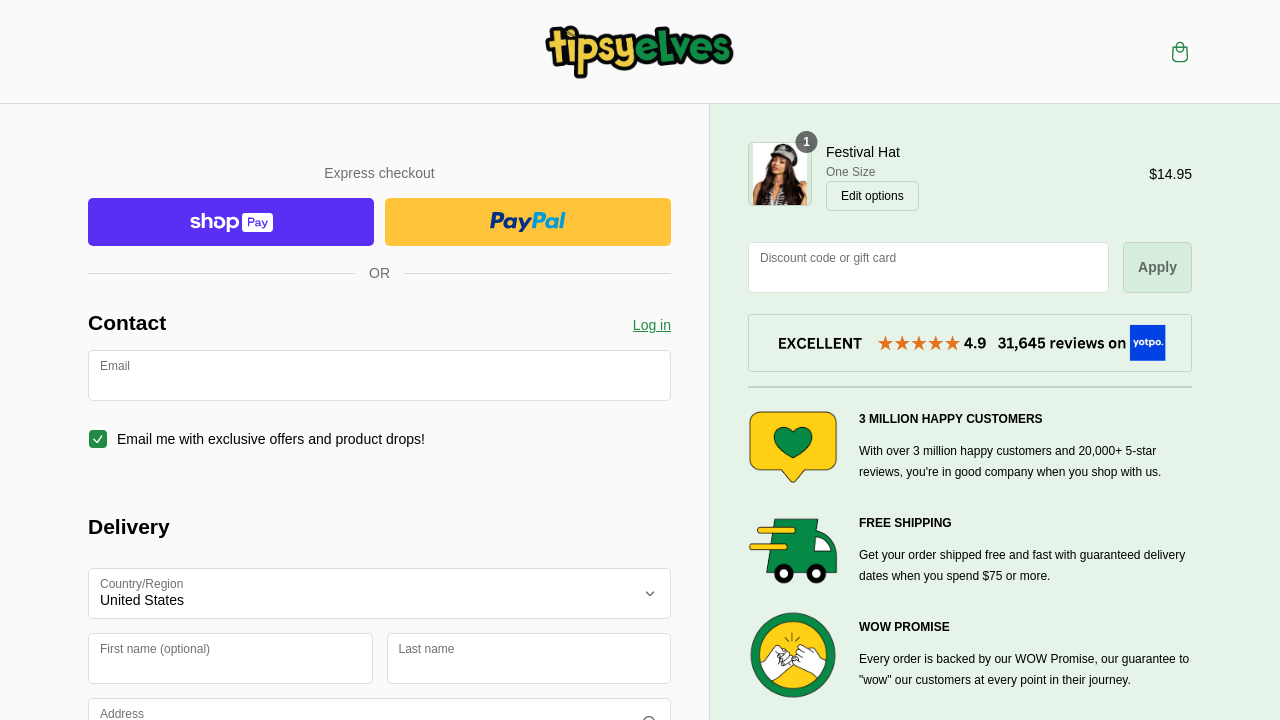 tipsyelves
Express checkout
shop Pay
PayPal
OR
Contact
Log in
Email
Email me with exclusive offers and product drops!
Delivery
Country/Region
United States
First name (optional)
Last name
Address
1
Festival Hat
One Size
Edit options
$14.95
Discount code or gift card
Apply
EXCELLENT ★★★★★ 4.9 31,645 reviews on yotpo.
3 MILLION HAPPY CUSTOMERS
With over 3 million happy customers and 20,000+ 5-star
reviews, you're in good company when you shop with us.
FREE SHIPPING
Get your order shipped free and fast with guaranteed delivery
dates when you spend $75 or more.
WOW PROMISE
Every order is backed by our WOW Promise, our guarantee to
"wow" our customers at every point in their journey.